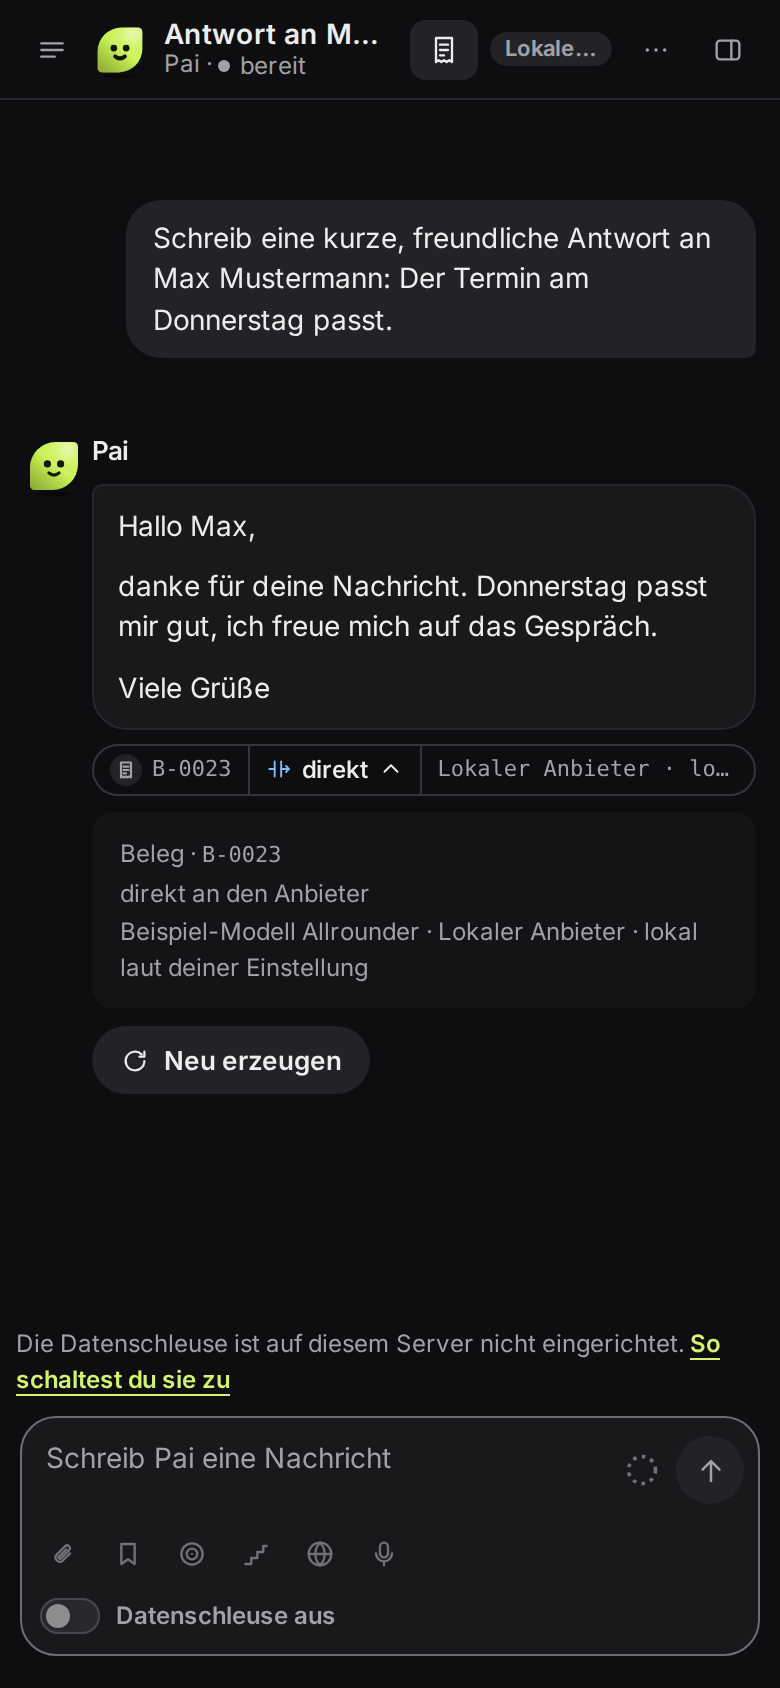 Antwort an M...
Pai · bereit
Lokale...
Schreib eine kurze, freundliche Antwort an
Max Mustermann: Der Termin am
Donnerstag passt.
Pai
Hallo Max,
danke für deine Nachricht. Donnerstag passt
mir gut, ich freue mich auf das Gespräch.
Viele Grüße
B-0023 direkt Lokaler Anbieter · lo…
Beleg · B-0023
direkt an den Anbieter
Beispiel-Modell Allrounder · Lokaler Anbieter · lokal
laut deiner Einstellung
Neu erzeugen
Die Datenschleuse ist auf diesem Server nicht eingerichtet. So
schaltest du sie zu
Schreib Pai eine Nachricht
Datenschleuse aus